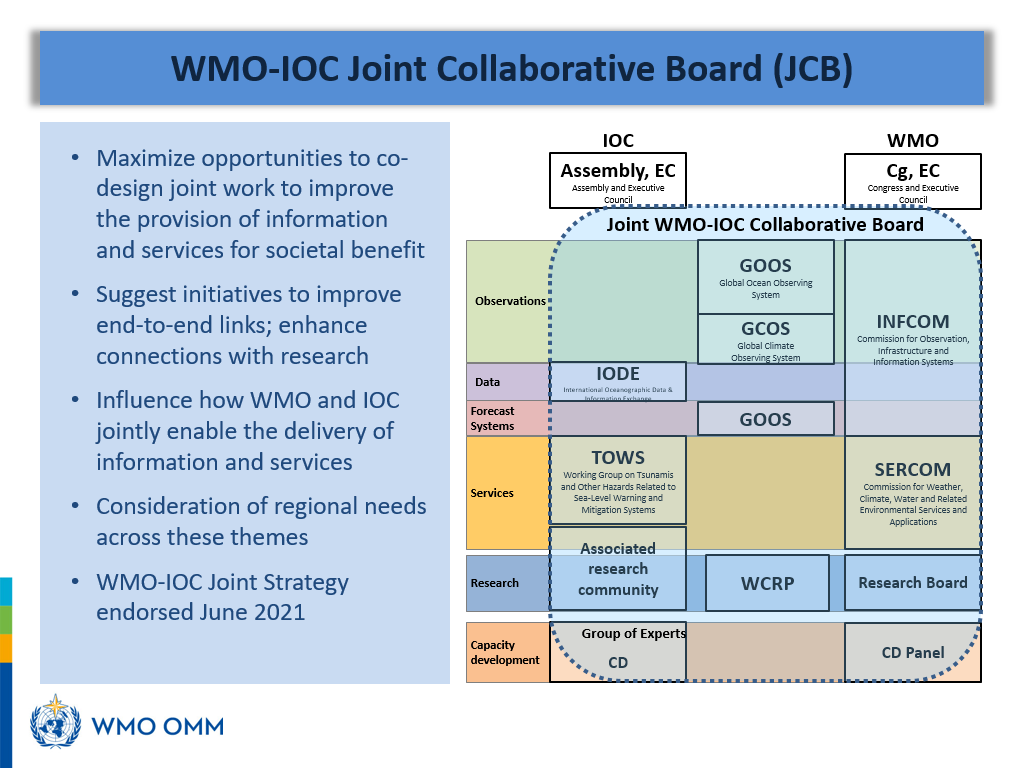 WMO-IOC Joint Collaborative Board (JCB)
• Maximize opportunities to co-
design joint work to improve
the provision of information
and services for societal benefit
• Suggest initiatives to improve
end-to-end links; enhance
connections with research
• Influence how WMO and IOC
jointly enable the delivery of
information and services
• Consideration of regional needs
across these themes
• WMO-IOC Joint Strategy
endorsed June 2021
IOC
Assembly, EC
Assembly and Executive
Council
WMO
Cg, EC
Congress and Executive
Council
Joint WMO-IOC Collaborative Board
Observations
GOOS
Global Ocean Observing
System
GCOS
Global Climate
Observing System
INFCOM
Commission for Observation,
Infrastructure and
Information Systems
Data
IODE
International Oceanographic Data &
Information Exchange
Forecast
Systems
GOOS
Services
TOWS
Working Group on Tsunamis
and Other Hazards Related to
Sea-Level Warning and
Mitigation Systems
SERCOM
Commission for Weather,
Climate, Water and Related
Environmental Services and
Applications
Research
Associated
research
community
WCRP
Research Board
Capacity
development
Group of Experts
CD
CD Panel
WMO OMM